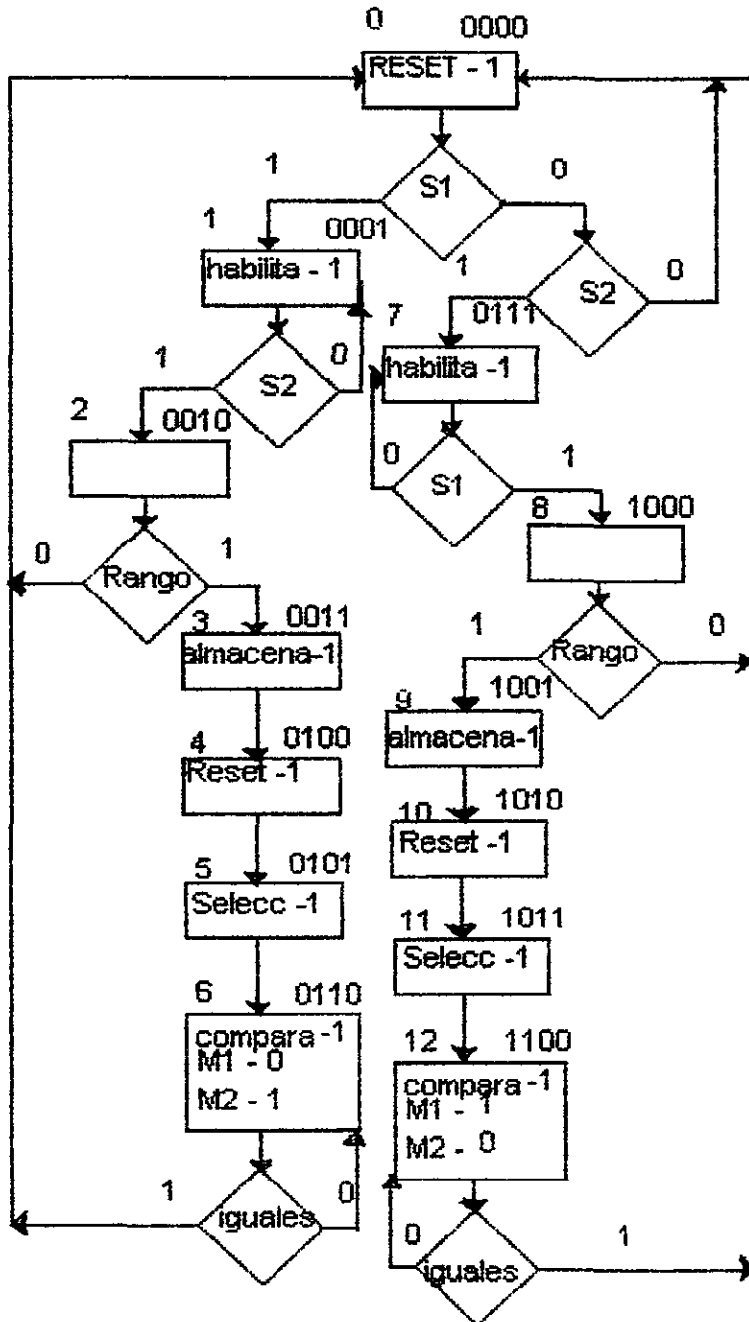 0 0000
RESET - 1
1
S1
0
1
0001
habilita - 1
1
S2
0
1
S2
0
7
0111
habilita -1
2
0010
0
S1
1
8
1000
0
Rango
1
1
Rango
0
3
0011
almacena-1
9
1001
almacena-1
4
0100
Reset -1
10
1010
Reset -1
5
0101
Selecc -1
11
1011
Selecc -1
6
0110
compara -1
M1 - 0
M2 - 1
12
1100
compara -1
M1 - 1
M2 - 0
1
iguales
0
0
iguales
1